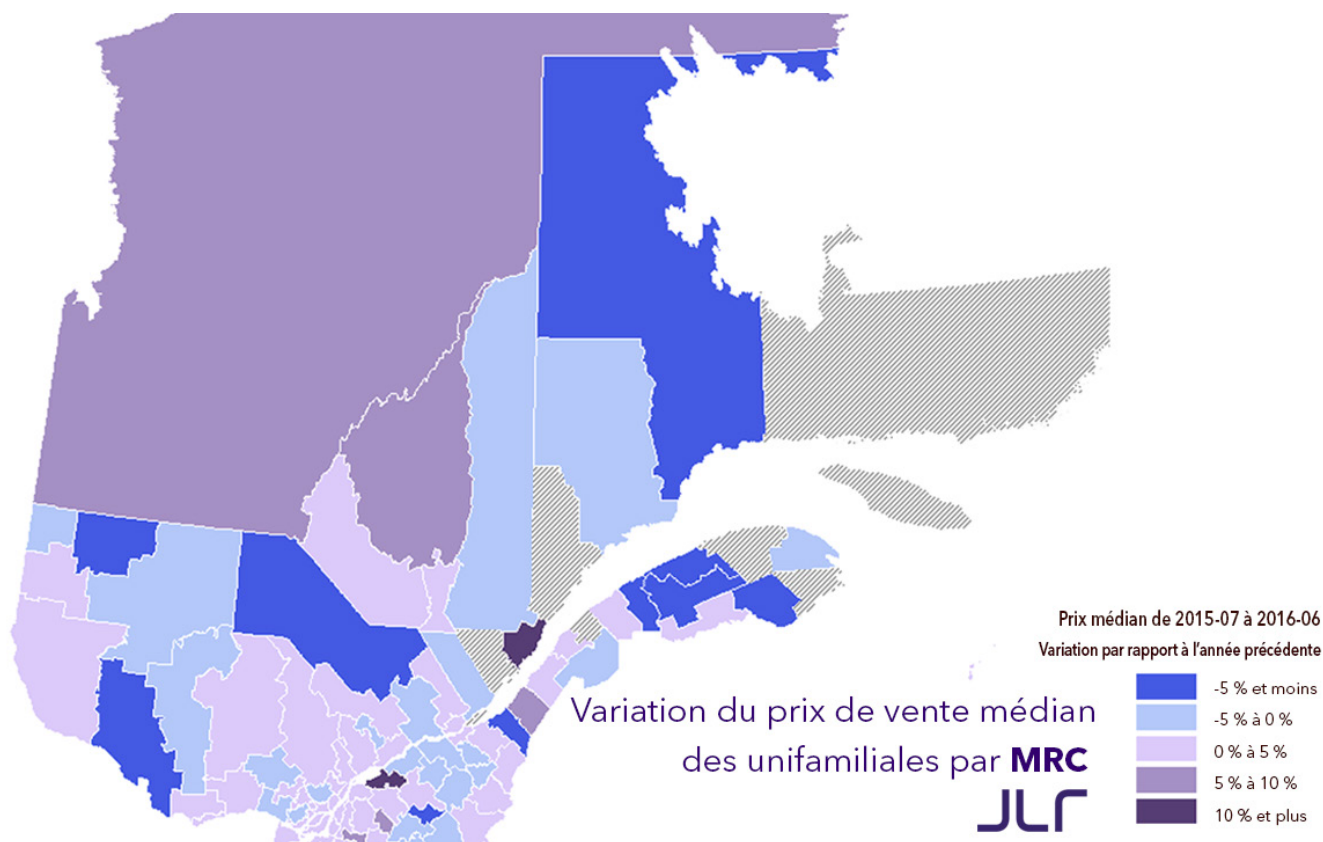 Prix médian de 2015-07 à 2016-06
Variation par rapport à l'année précédente
-5 % et moins
-5 % à 0 %
0 % à 5 %
5 % à 10 %
10 % et plus
Variation du prix de vente médian
des unifamiliales par MRC
JLR